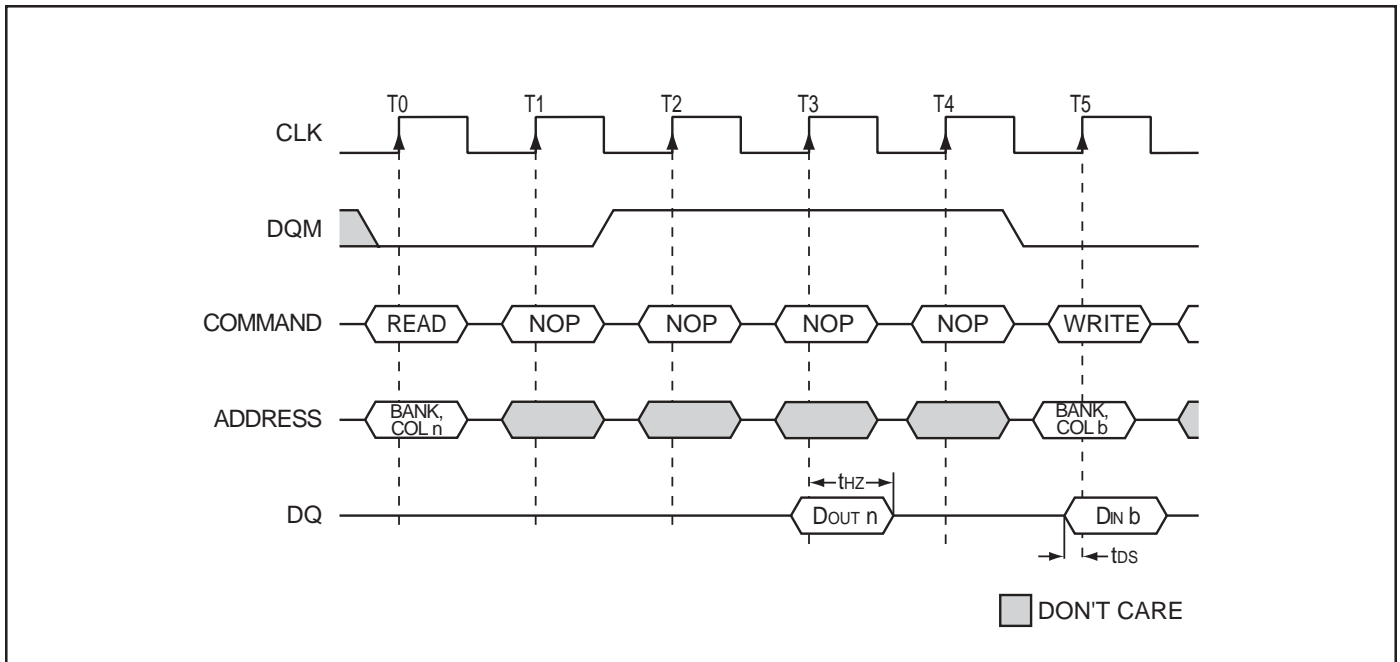 T0 T1 T2 T3 T4 T5
CLK
DQM
COMMAND READ NOP NOP NOP NOP WRITE
ADDRESS BANK, COL n BANK, COL b
tHZ
DQ DOUT n DIN b
tDS
DON'T CARE